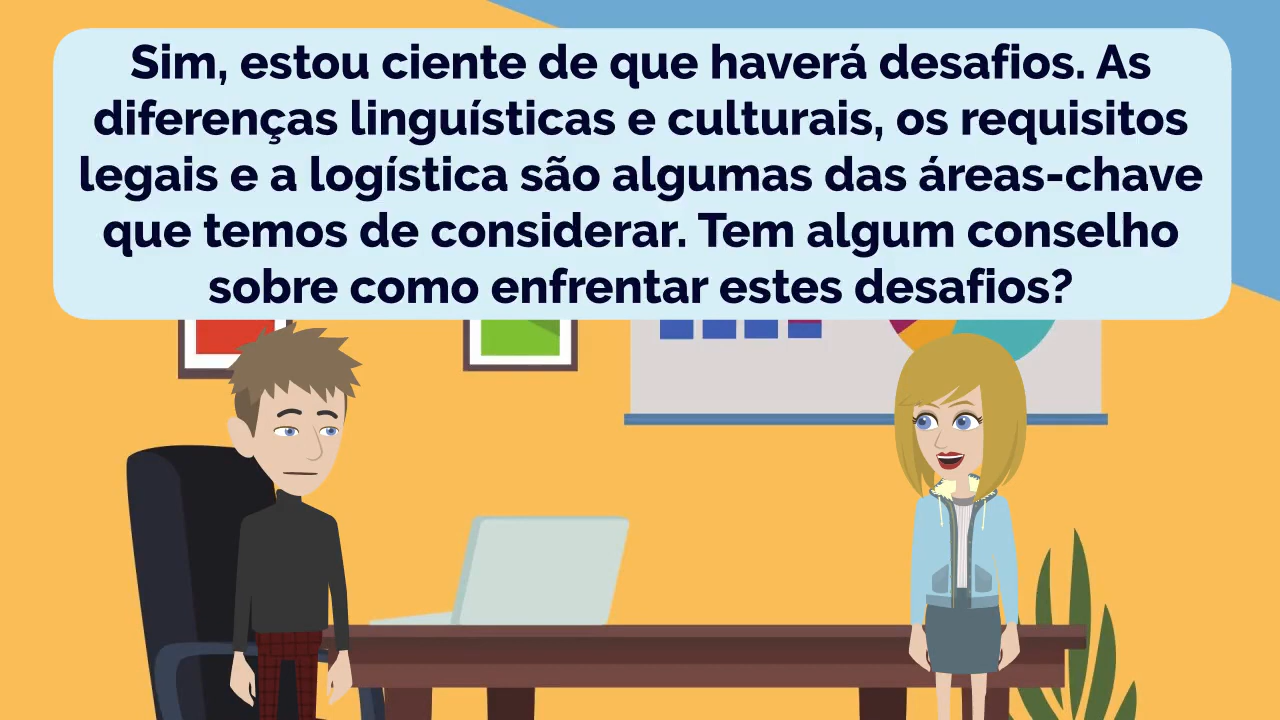 Sim, estou ciente de que haverá desafios. As
diferenças linguísticas e culturais, os requisitos
legais e a logística são algumas das áreas-chave
que temos de considerar. Tem algum conselho
sobre como enfrentar estes desafios?